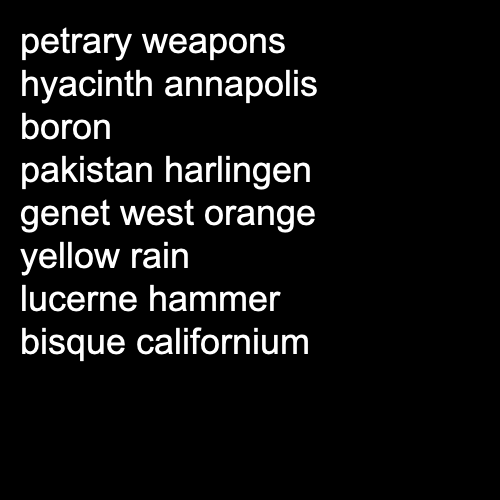 petrary weapons
hyacinth annapolis
boron
pakistan harlingen
genet west orange
yellow rain
lucerne hammer
bisque californium